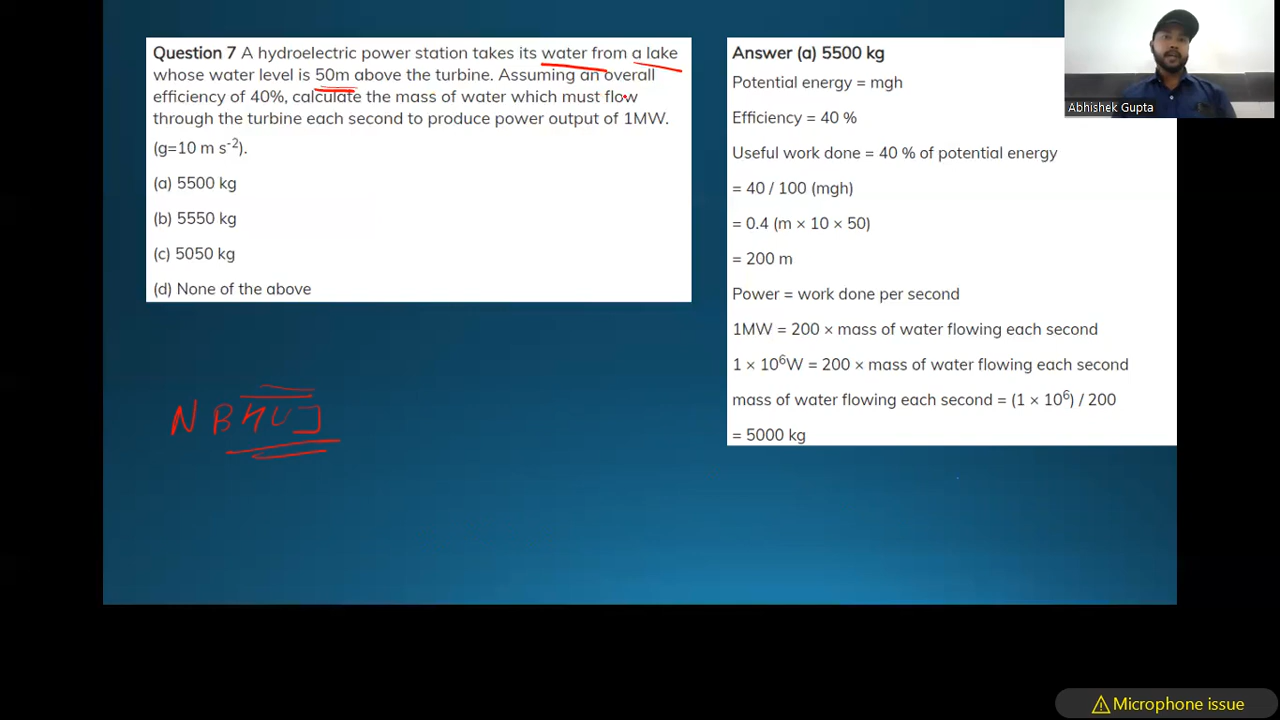 Question 7 A hydroelectric power station takes its water from a lake
whose water level is 50m above the turbine. Assuming an overall
efficiency of 40%, calculate the mass of water which must flow
through the turbine each second to produce power output of 1MW.
(g=10 m s-2).
(a) 5500 kg
(b) 5550 kg
(c) 5050 kg
(d) None of the above
Answer (a) 5500 kg
Potential energy = mgh
Efficiency = 40 %
Useful work done = 40 % of potential energy
= 40 / 100 (mgh)
= 0.4 (m × 10 × 50)
= 200 m
Power = work done per second
1MW = 200 × mass of water flowing each second
1 × 10⁶W = 200 × mass of water flowing each second
mass of water flowing each second = (1 × 10⁶) / 200
= 5000 kg
Abhishek Gupta
Microphone issue